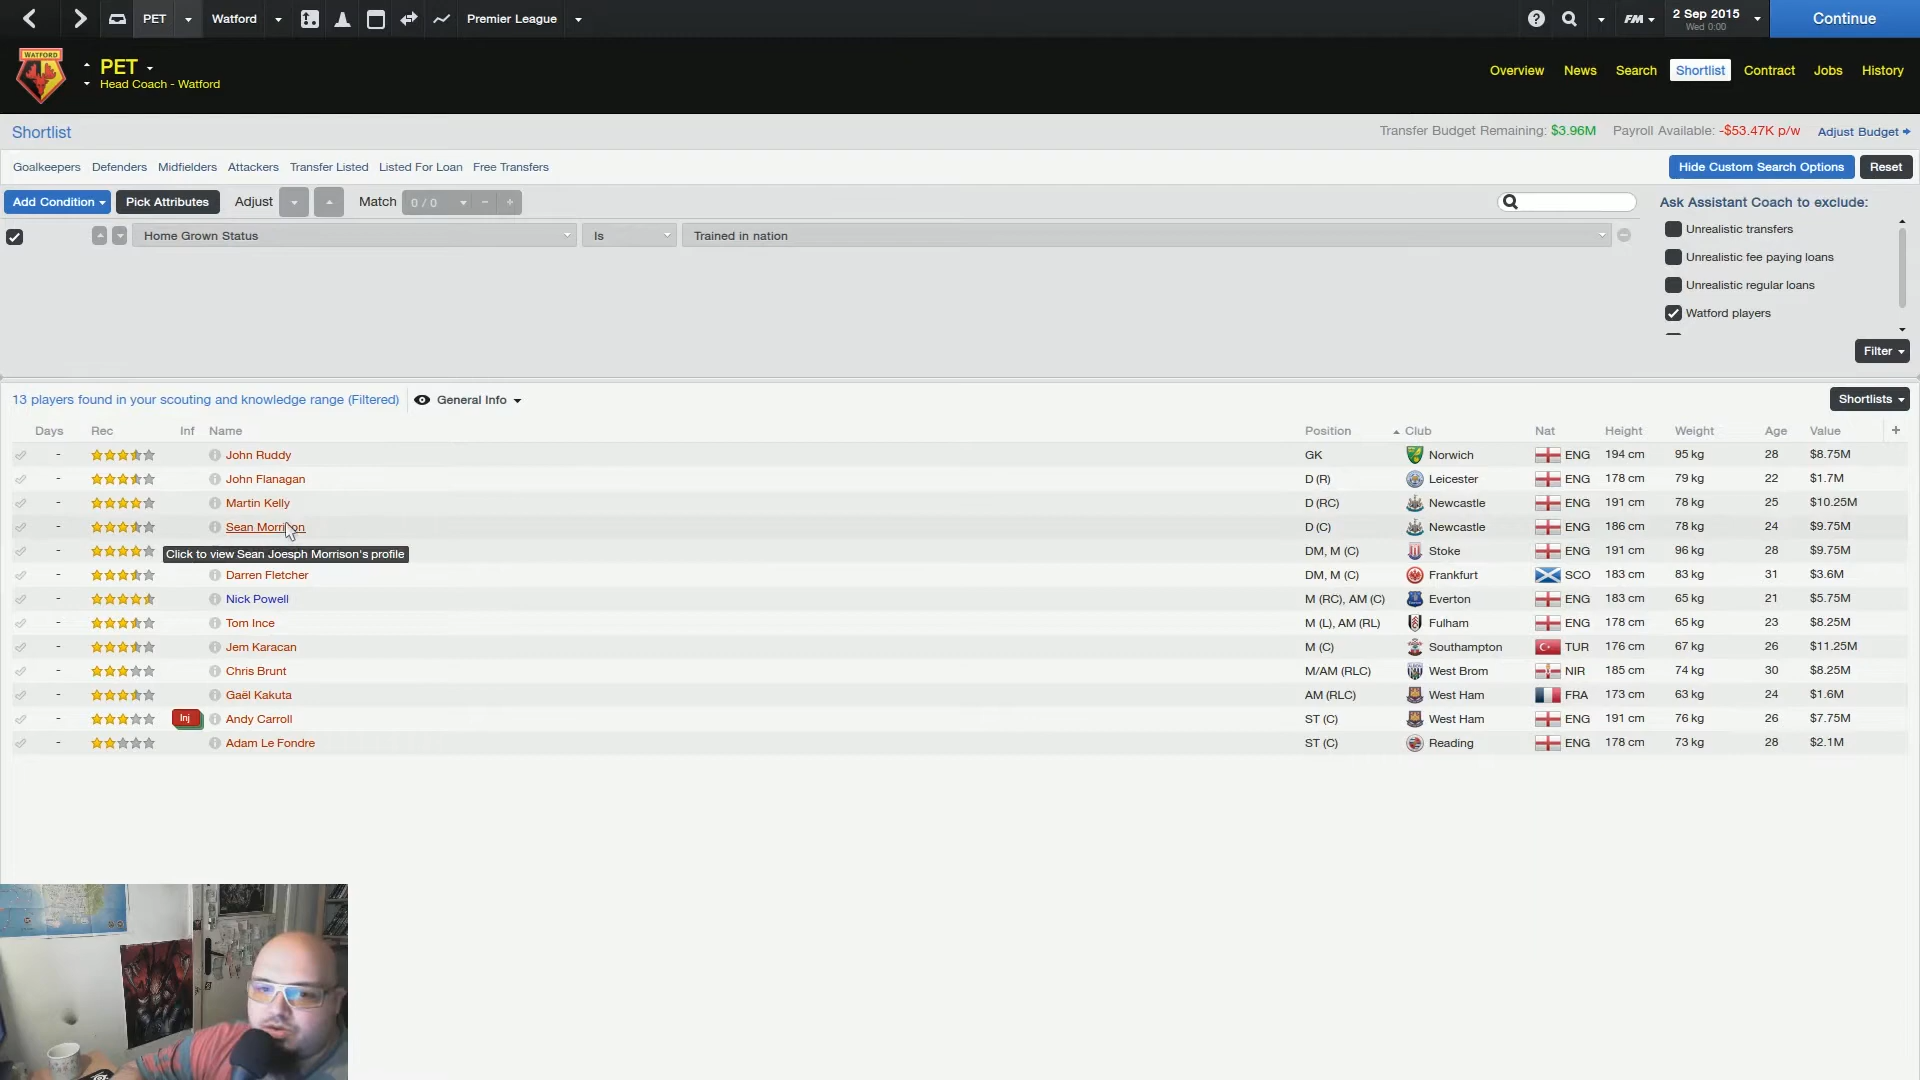 PET Watford Premier League FM 2 Sep 2015 Continue
Wed 0:00
WATFORD
PET
Head Coach - Watford
Overview News Search Shortlist Contract Jobs History
Shortlist Transfer Budget Remaining: $3.96M Payroll Available: -$53.47K p/w Adjust Budget
Goalkeepers Defenders Midfielders Attackers Transfer Listed Listed For Loan Free Transfers Hide Custom Search Options Reset
Add Condition Pick Attributes Adjust Match 0 / 0 - + Ask Assistant Coach to exclude:
Home Grown Status Is Trained in nation
Unrealistic transfers
Unrealistic fee paying loans
Unrealistic regular loans
Watford players
Filter
13 players found in your scouting and knowledge range (Filtered) General Info Shortlists
Days Rec Inf Name Position Club Nat Height Weight Age Value +
- John Ruddy GK Norwich ENG 194 cm 95 kg 28 $8.75M
- John Flanagan D (R) Leicester ENG 178 cm 79 kg 22 $1.7M
- Martin Kelly D (RC) Newcastle ENG 191 cm 78 kg 25 $10.25M
- Sean Morrison D (C) Newcastle ENG 186 cm 78 kg 24 $9.75M
- Click to view Sean Joesph Morrison's profile DM, M (C) Stoke ENG 191 cm 96 kg 28 $9.75M
- Darren Fletcher DM, M (C) Frankfurt SCO 183 cm 83 kg 31 $3.6M
- Nick Powell M (RC), AM (C) Everton ENG 183 cm 65 kg 21 $5.75M
- Tom Ince M (L), AM (RL) Fulham ENG 178 cm 65 kg 23 $8.25M
- Jem Karacan M (C) Southampton TUR 176 cm 67 kg 26 $11.25M
- Chris Brunt M/AM (RLC) West Brom NIR 185 cm 74 kg 30 $8.25M
- Gaël Kakuta AM (RLC) West Ham FRA 173 cm 63 kg 24 $1.6M
- Inj Andy Carroll ST (C) West Ham ENG 191 cm 76 kg 26 $7.75M
- Adam Le Fondre ST (C) Reading ENG 178 cm 73 kg 28 $2.1M